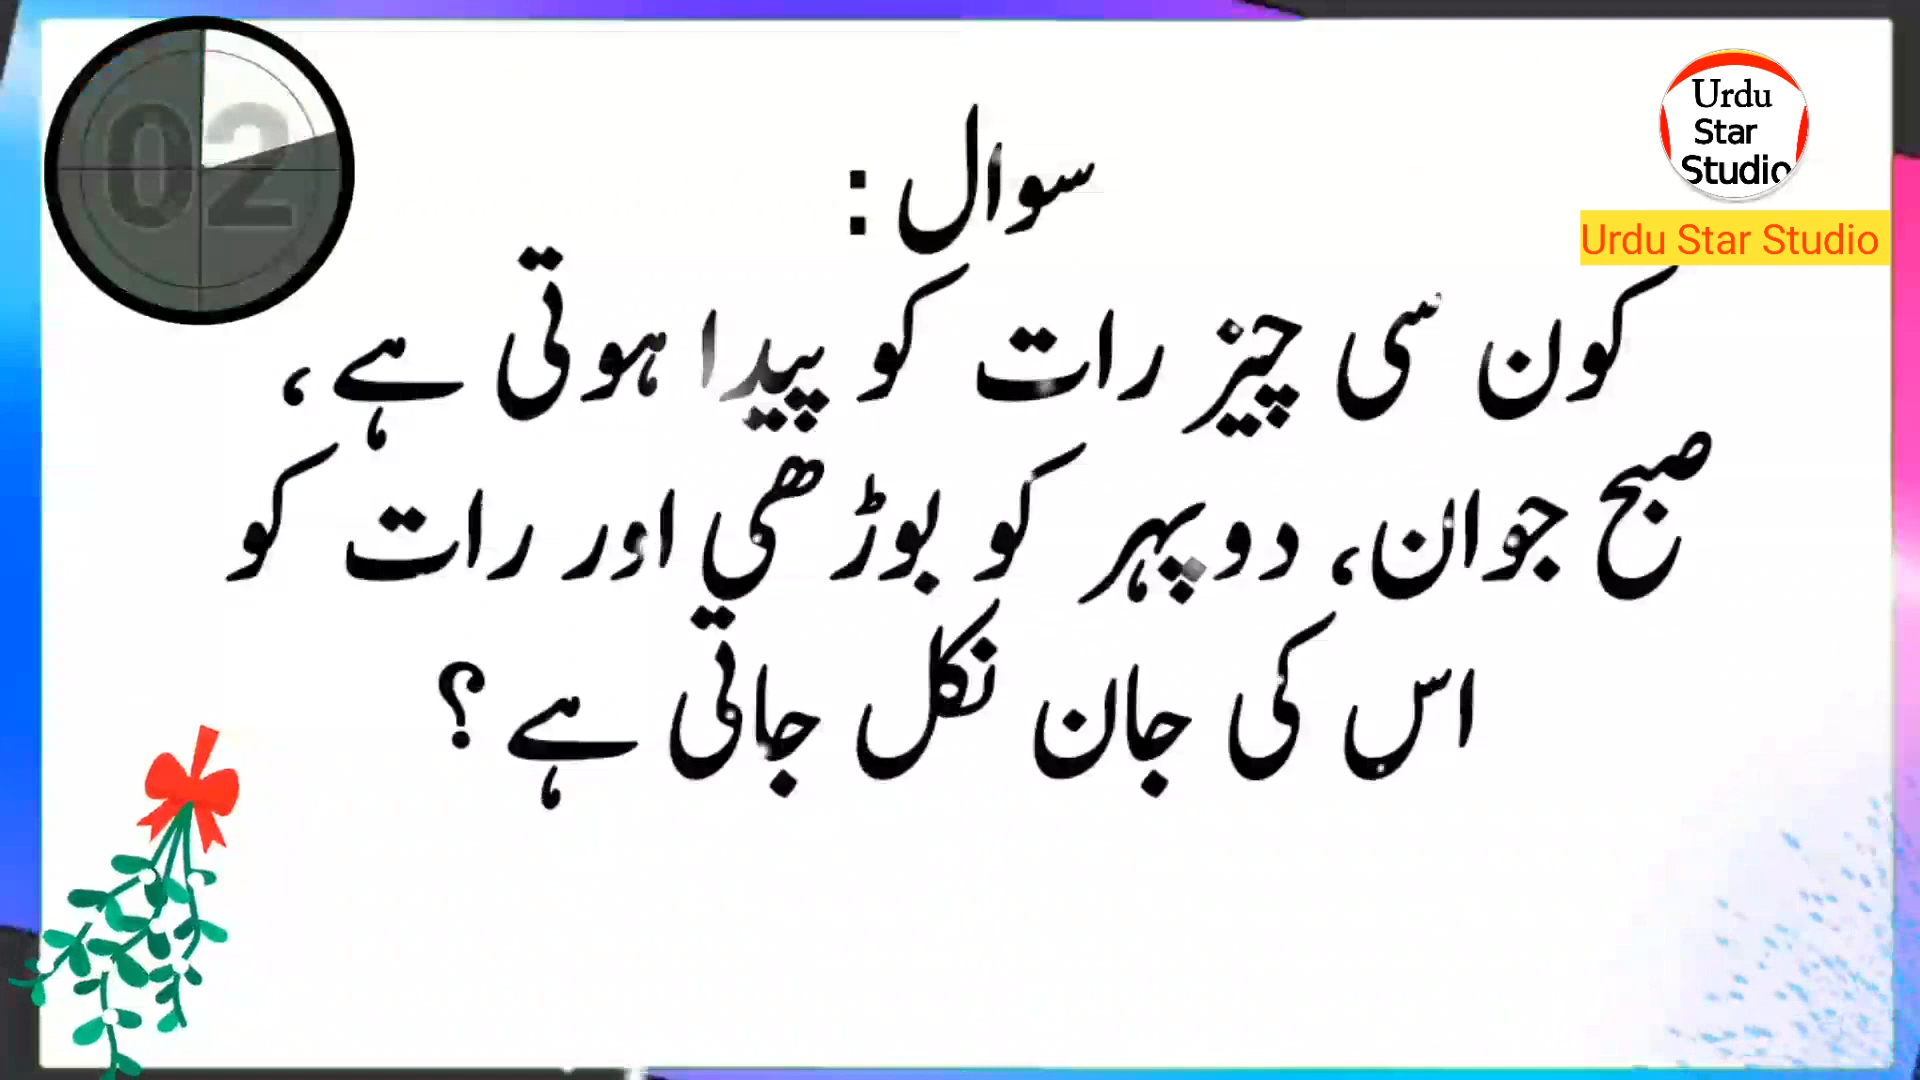 02
Urdu
Star
Studio
Urdu Star Studio
سوال :
کون سی چیز رات کو پیدا ہوتی ہے،
صبح جوان، دوپہر کو بوڑھی اور رات کو
اس کی جان نکل جاتی ہے ؟